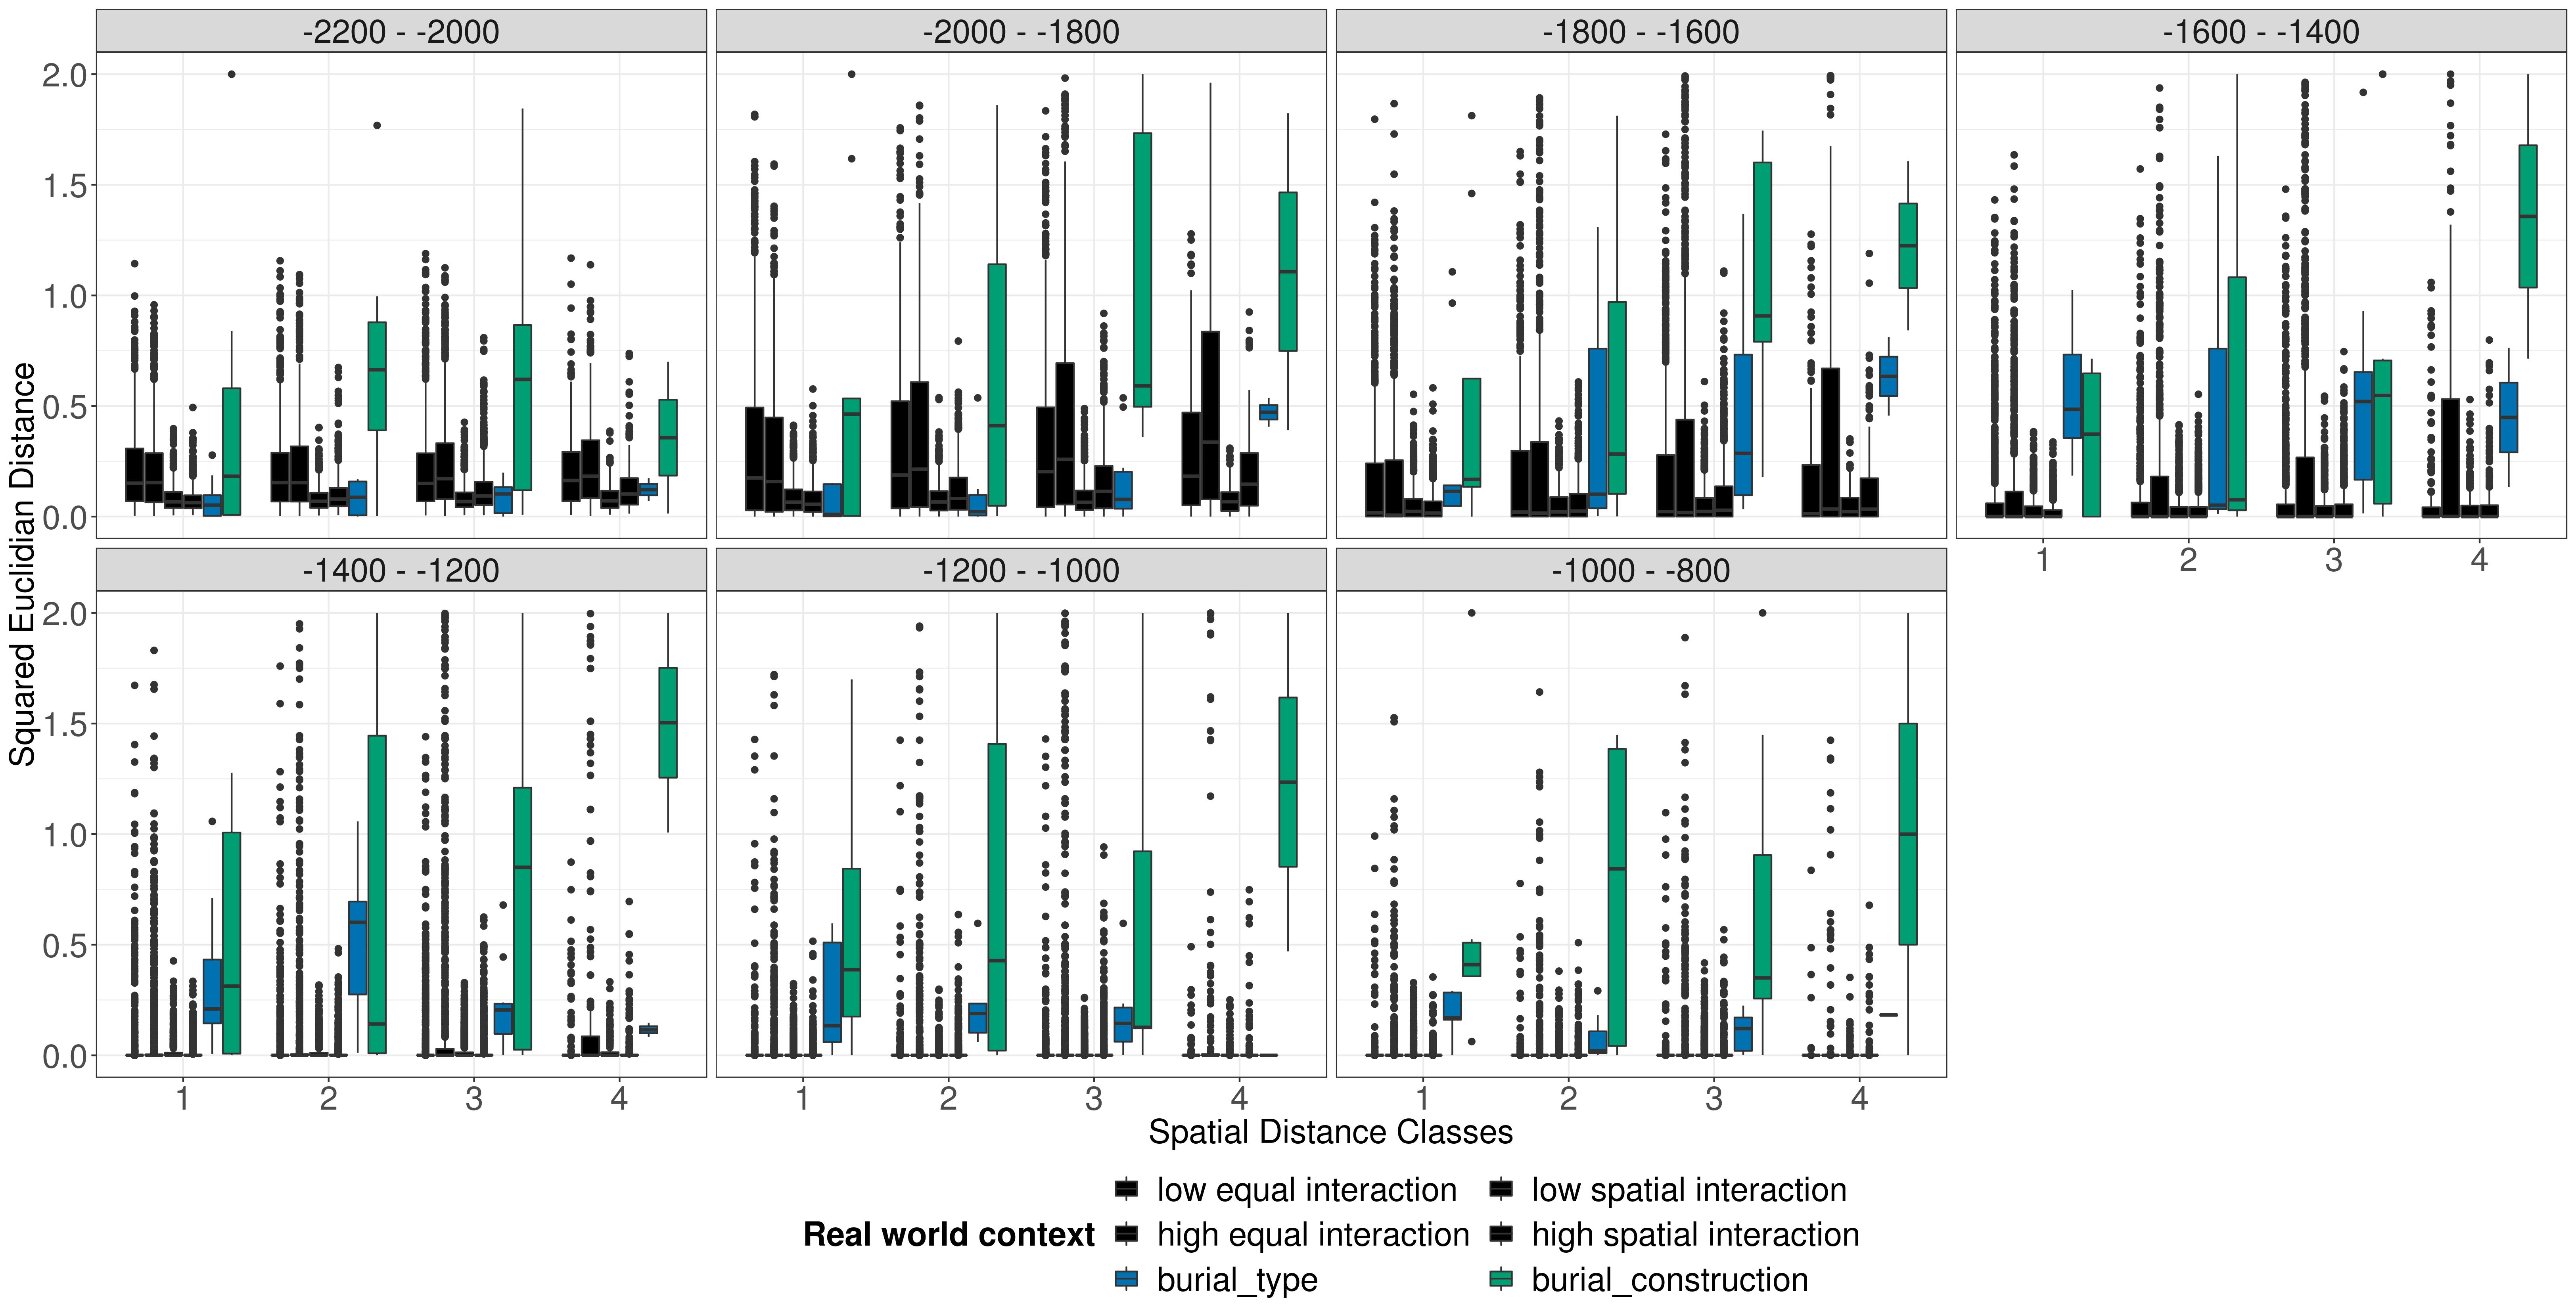 -2200 - -2000
-2000 - -1800
-1800 - -1600
-1600 - -1400
2.0
1.5
1.0
0.5
0.0
1 2 3 4
-1400 - -1200
-1200 - -1000
-1000 - -800
2.0
1.5
1.0
0.5
0.0
1 2 3 4
1 2 3 4
1 2 3 4
Squared Euclidian Distance
Spatial Distance Classes
Real world context
low equal interaction
low spatial interaction
high equal interaction
high spatial interaction
burial_type
burial_construction